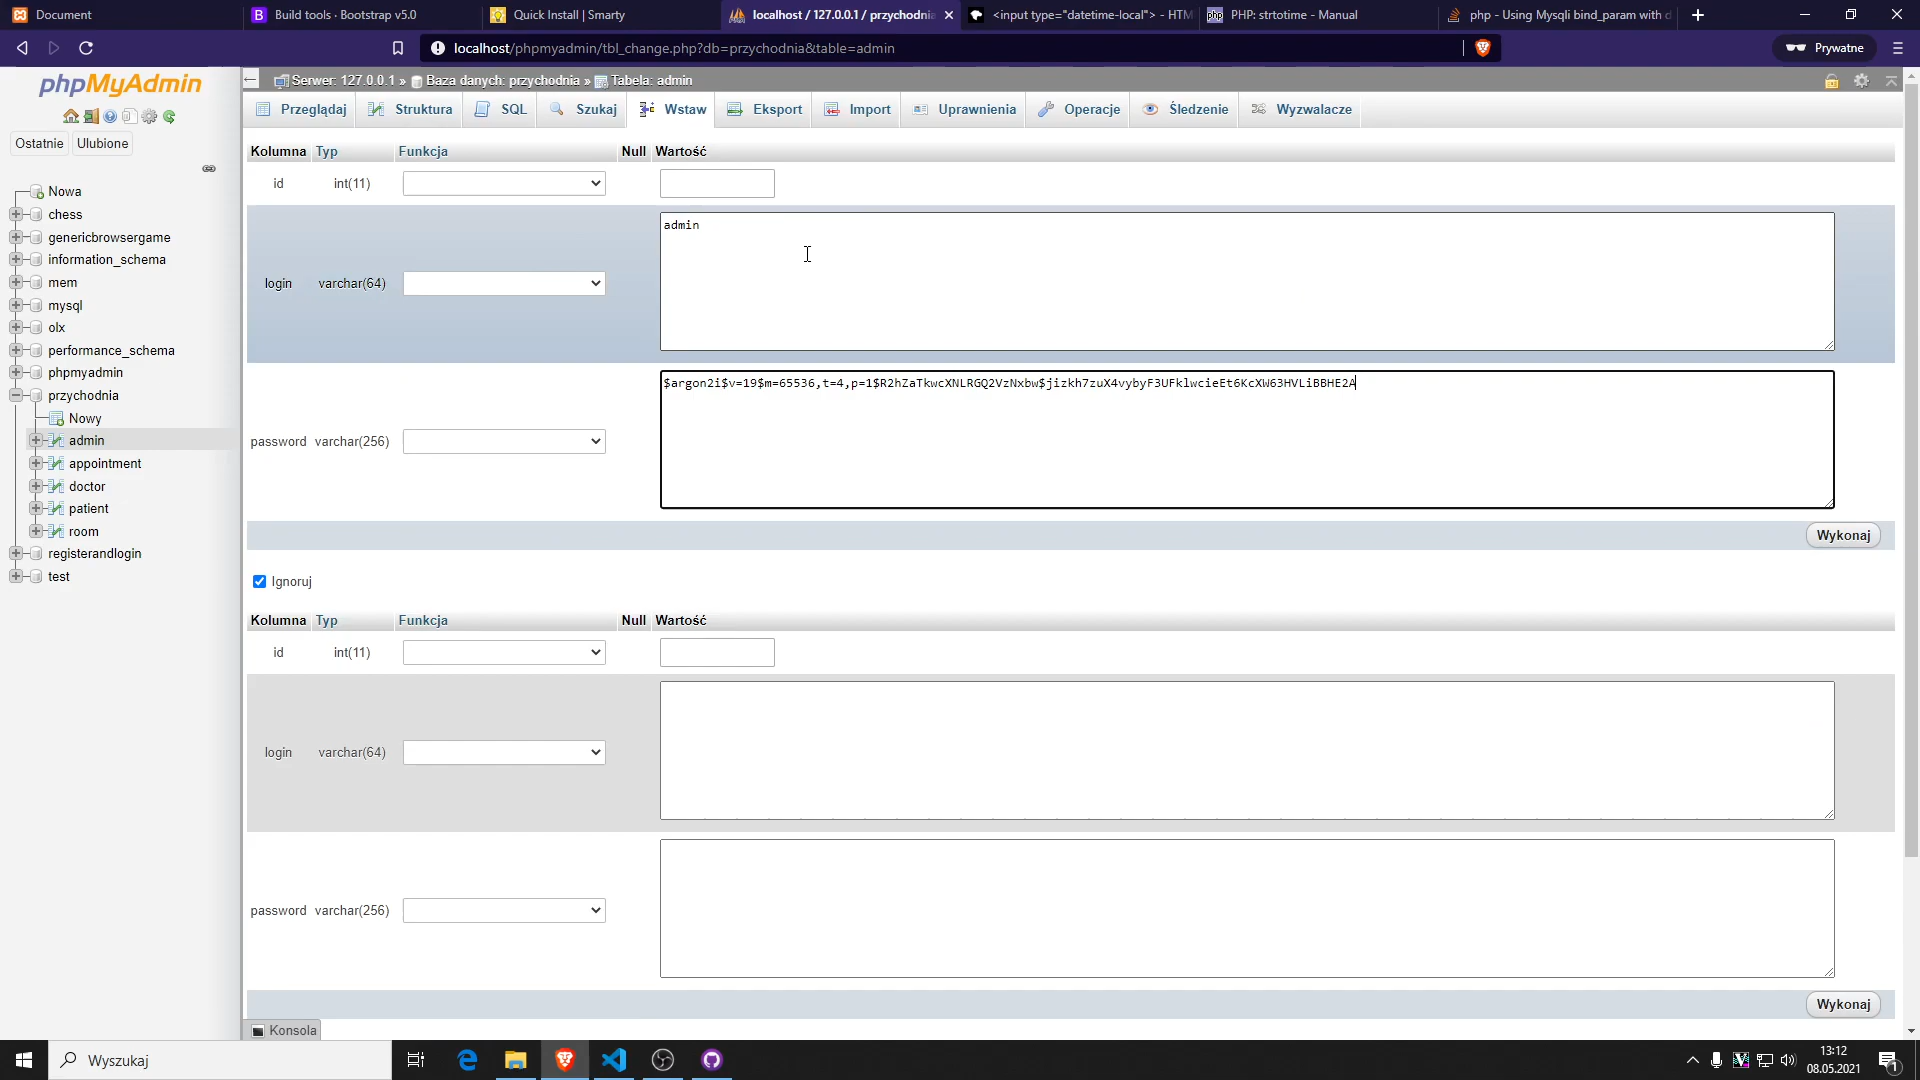 Document
Build tools · Bootstrap v5.0
Quick Install | Smarty
localhost / 127.0.0.1 / przychodnia
<input type="datetime-local"> - HTM
PHP: strtotime - Manual
php - Using Mysqli bind_param with d
localhost/phpmyadmin/tbl_change.php?db=przychodnia&table=admin
Prywatne
phpMyAdmin
Serwer: 127.0.0.1 » Baza danych: przychodnia » Tabela: admin
Przeglądaj
Struktura
SQL
Szukaj
Wstaw
Eksport
Import
Uprawnienia
Operacje
Śledzenie
Wyzwalacze
Ostatnie
Ulubione
Nowa
chess
genericbrowsergame
information_schema
mem
mysql
olx
performance_schema
phpmyadmin
przychodnia
Nowy
admin
appointment
doctor
patient
room
registerandlogin
test
Kolumna Typ Funkcja Null Wartość
id int(11)
login varchar(64) admin
password varchar(256) $argon2i$v=19$m=65536,t=4,p=1$R2hZaTkwcXNLRGQ2VzNxbw$jizkh7zuX4vybyF3UFklwcieEt6KcXW63HVLiBBHE2A
Wykonaj
Ignoruj
Kolumna Typ Funkcja Null Wartość
id int(11)
login varchar(64)
password varchar(256)
Wykonaj
Konsola
Wyszukaj
13:12
08.05.2021
1